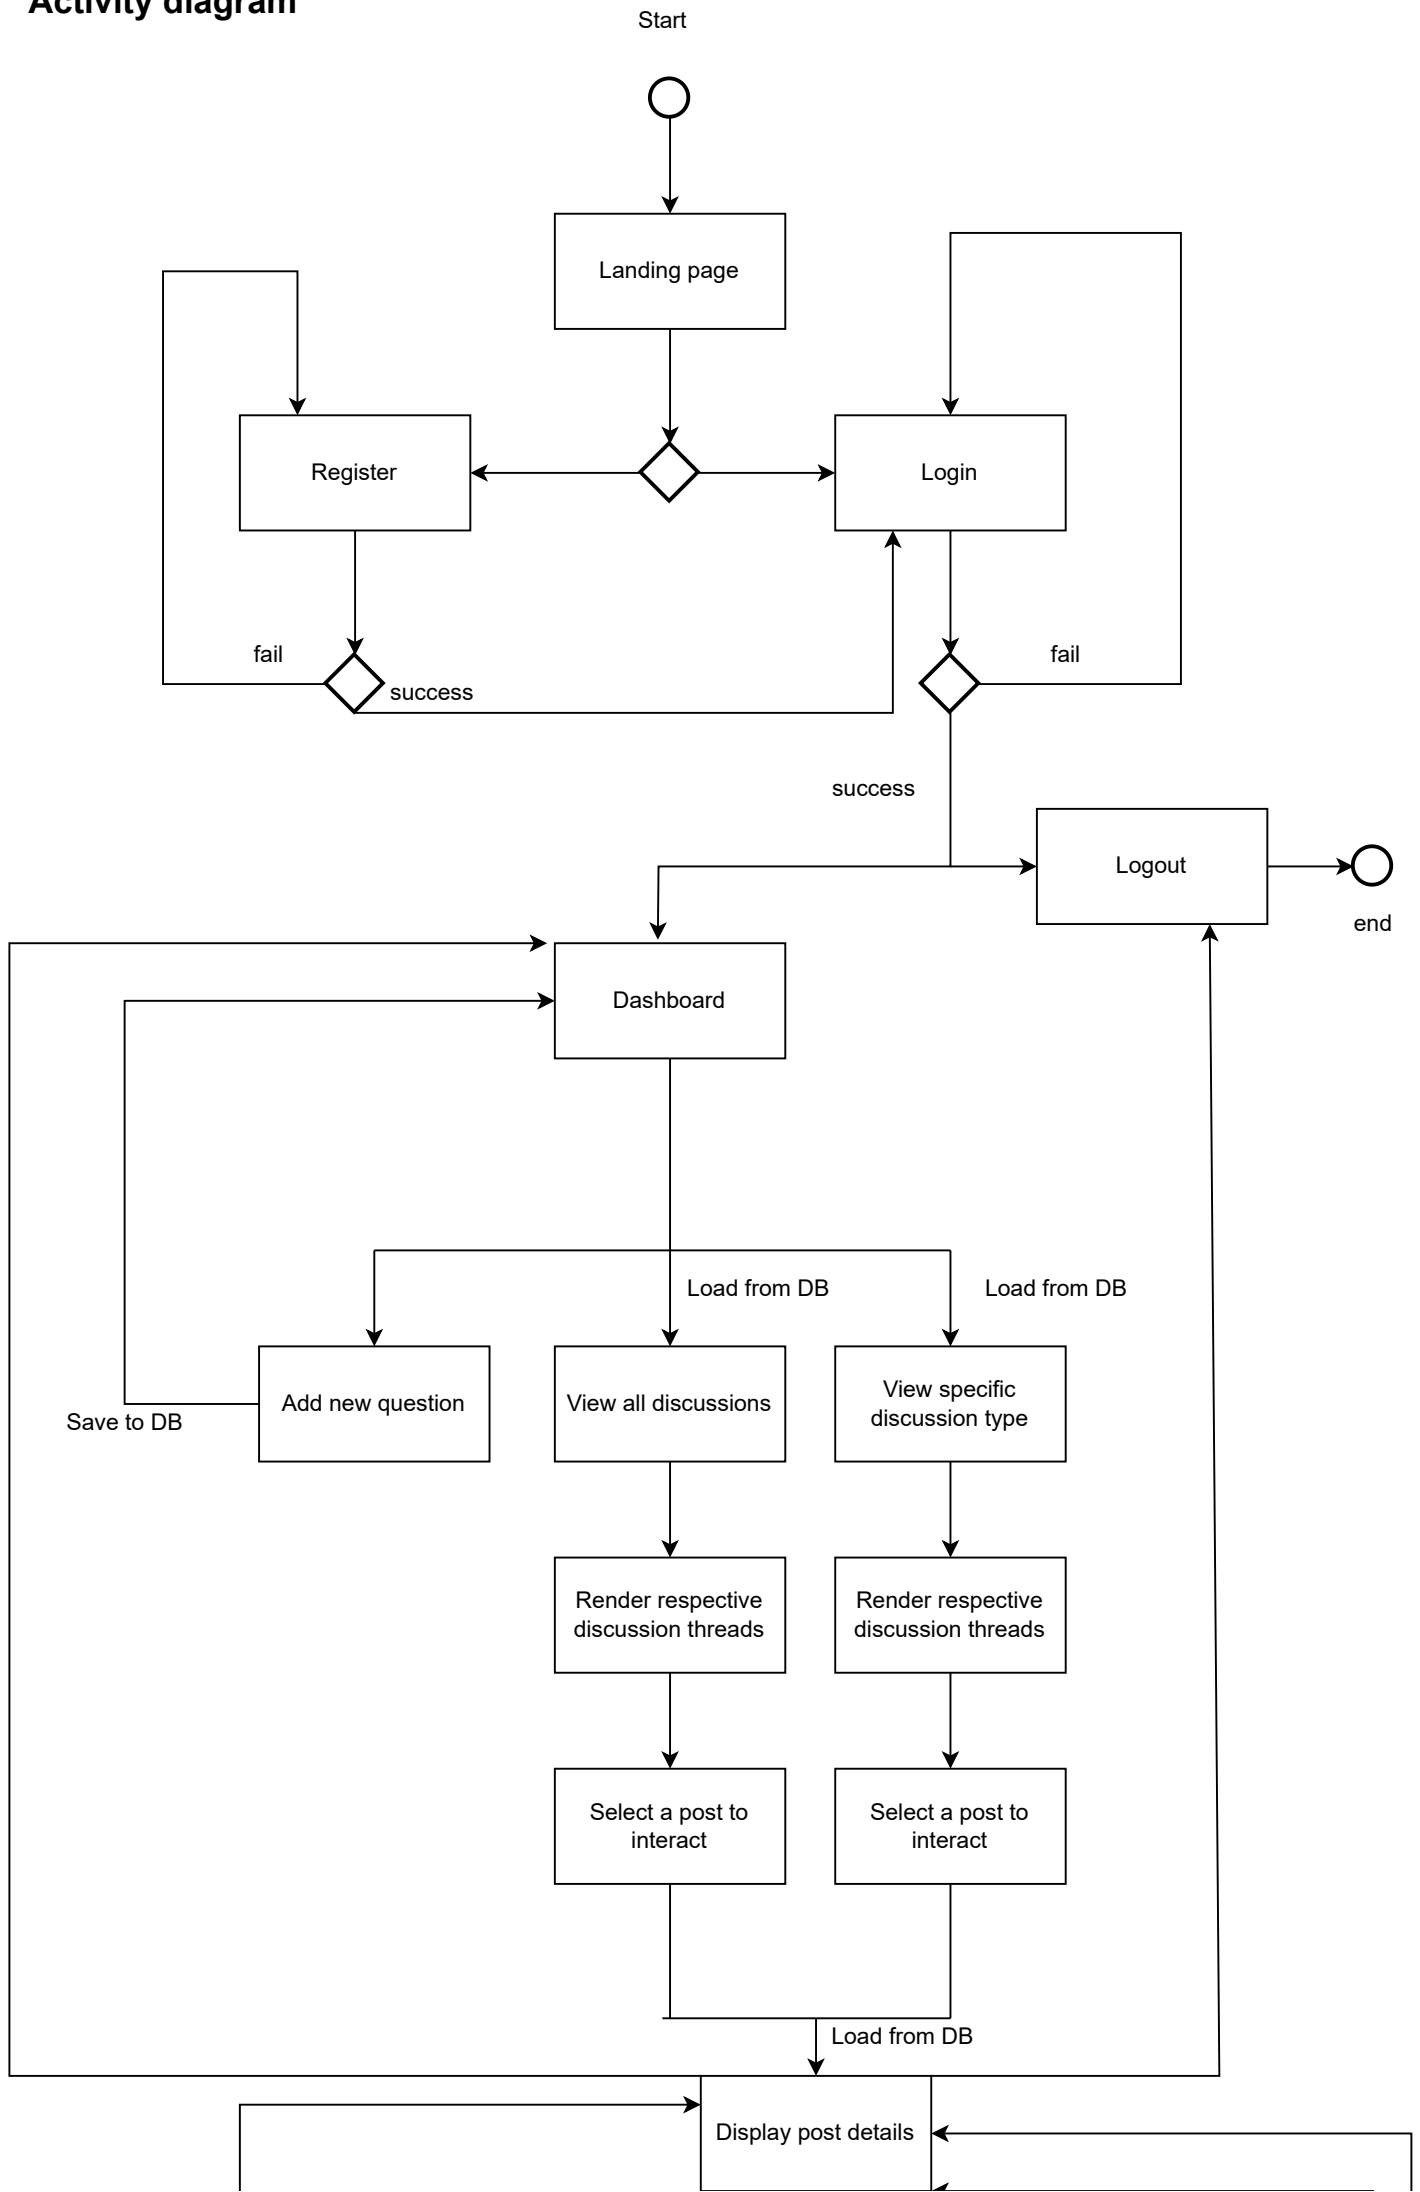 Activity diagram
Start
Landing page
Register
Login
fail
success
fail
success
Logout
end
Dashboard
Load from DB
Load from DB
Add new question
View all discussions
View specific
discussion type
Save to DB
Render respective
discussion threads
Render respective
discussion threads
Select a post to
interact
Select a post to
interact
Load from DB
Display post details